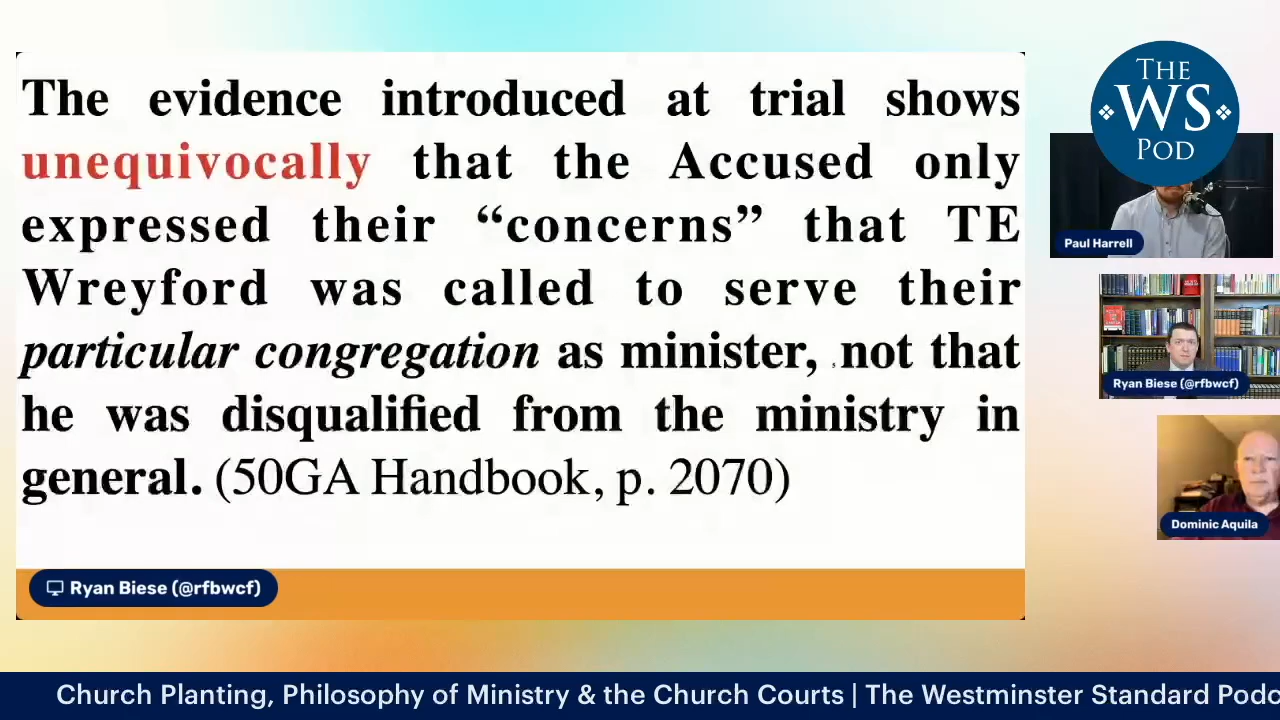 The evidence introduced at trial shows
unequivocally that the Accused only
expressed their “concerns” that TE
Wreyford was called to serve their
particular congregation as minister, not that
he was disqualified from the ministry in
general. (50GA Handbook, p. 2070)
Ryan Biese (@rfbwcf)
THE
WS
POD
Paul Harrell
Ryan Biese (@rfbwcf)
Dominic Aquila
Church Planting, Philosophy of Ministry & the Church Courts | The Westminster Standard Podc